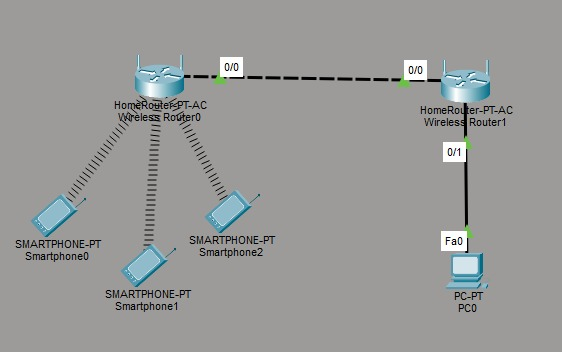 0/0
0/0
HomeRouter-PT-AC
Wireless Router0
HomeRouter-PT-AC
Wireless Router1
0/1
SMARTPHONE-PT
Smartphone0
SMARTPHONE-PT
Smartphone2
Fa0
SMARTPHONE-PT
Smartphone1
PC-PT
PC0